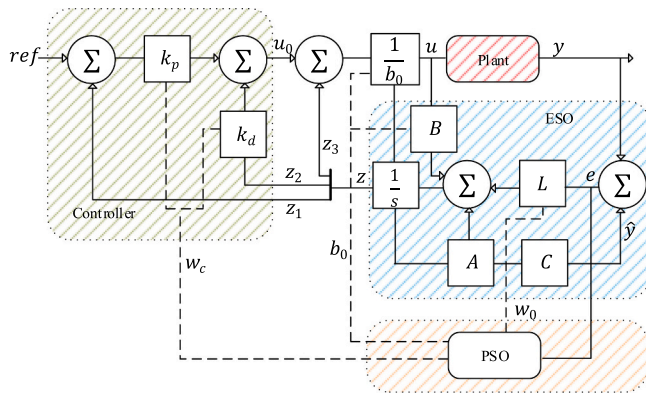 ref
Σ
k_p
Σ
u_0
Σ
1
b_0
u
Plant
y
ESO
k_d
z_3
B
z_2
z_1
z
1
s
Σ
L
e
Σ
ŷ
Controller
A
C
w_c
b_0
w_0
PSO